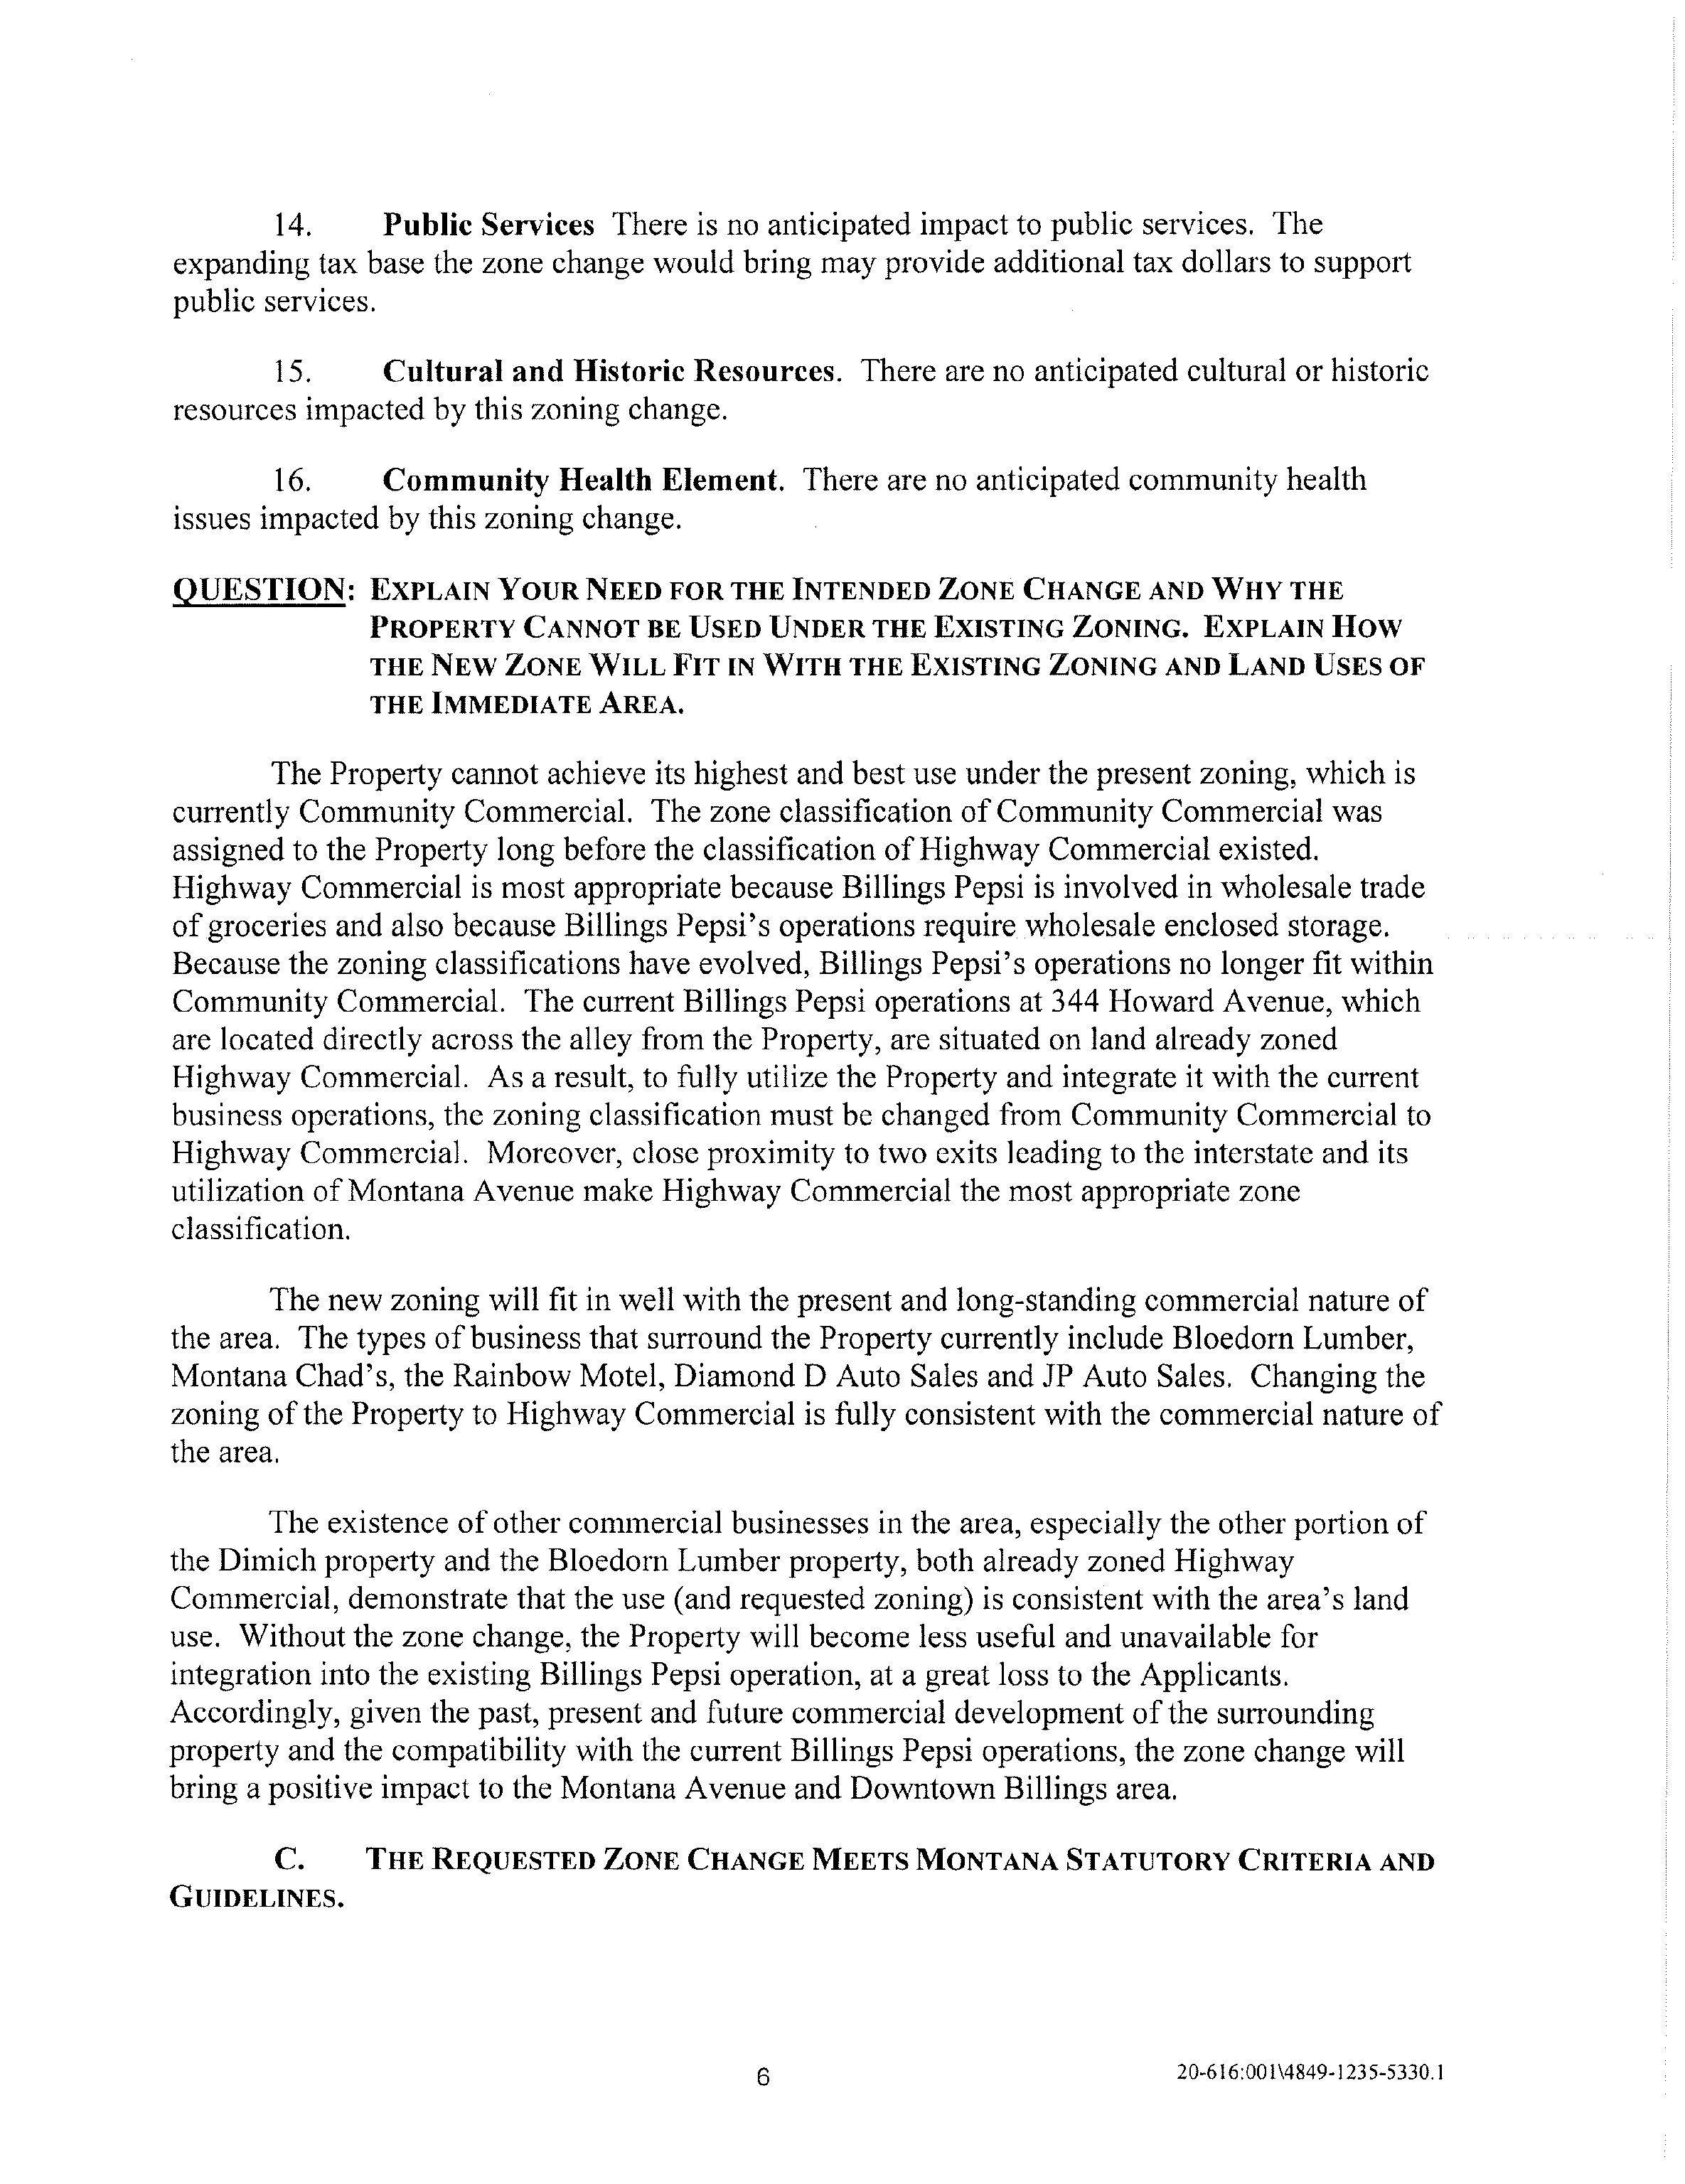 14. Public Services There is no anticipated impact to public services. The
expanding tax base the zone change would bring may provide additional tax dollars to support
public services.
15. Cultural and Historic Resources. There are no anticipated cultural or historic
resources impacted by this zoning change.
16. Community Health Element. There are no anticipated community health
issues impacted by this zoning change.
QUESTION: EXPLAIN YOUR NEED FOR THE INTENDED ZONE CHANGE AND WHY THE
PROPERTY CANNOT BE USED UNDER THE EXISTING ZONING. EXPLAIN HOW
THE NEW ZONE WILL FIT IN WITH THE EXISTING ZONING AND LAND USES OF
THE IMMEDIATE AREA.
The Property cannot achieve its highest and best use under the present zoning, which is
currently Community Commercial. The zone classification of Community Commercial was
assigned to the Property long before the classification of Highway Commercial existed.
Highway Commercial is most appropriate because Billings Pepsi is involved in wholesale trade
of groceries and also because Billings Pepsi's operations require wholesale enclosed storage.
Because the zoning classifications have evolved, Billings Pepsi's operations no longer fit within
Community Commercial. The current Billings Pepsi operations at 344 Howard Avenue, which
are located directly across the alley from the Property, are situated on land already zoned
Highway Commercial. As a result, to fully utilize the Property and integrate it with the current
business operations, the zoning classification must be changed from Community Commercial to
Highway Commercial. Moreover, close proximity to two exits leading to the interstate and its
utilization of Montana Avenue make Highway Commercial the most appropriate zone
classification.
The new zoning will fit in well with the present and long-standing commercial nature of
the area. The types of business that surround the Property currently include Bloedorn Lumber,
Montana Chad's, the Rainbow Motel, Diamond D Auto Sales and JP Auto Sales. Changing the
zoning of the Property to Highway Commercial is fully consistent with the commercial nature of
the area.
The existence of other commercial businesses in the area, especially the other portion of
the Dimich property and the Bloedorn Lumber property, both already zoned Highway
Commercial, demonstrate that the use (and requested zoning) is consistent with the area's land
use. Without the zone change, the Property will become less useful and unavailable for
integration into the existing Billings Pepsi operation, at a great loss to the Applicants.
Accordingly, given the past, present and future commercial development of the surrounding
property and the compatibility with the current Billings Pepsi operations, the zone change will
bring a positive impact to the Montana Avenue and Downtown Billings area.
C. THE REQUESTED ZONE CHANGE MEETS MONTANA STATUTORY CRITERIA AND
GUIDELINES.
6
20-616:001\4849-1235-5330.1